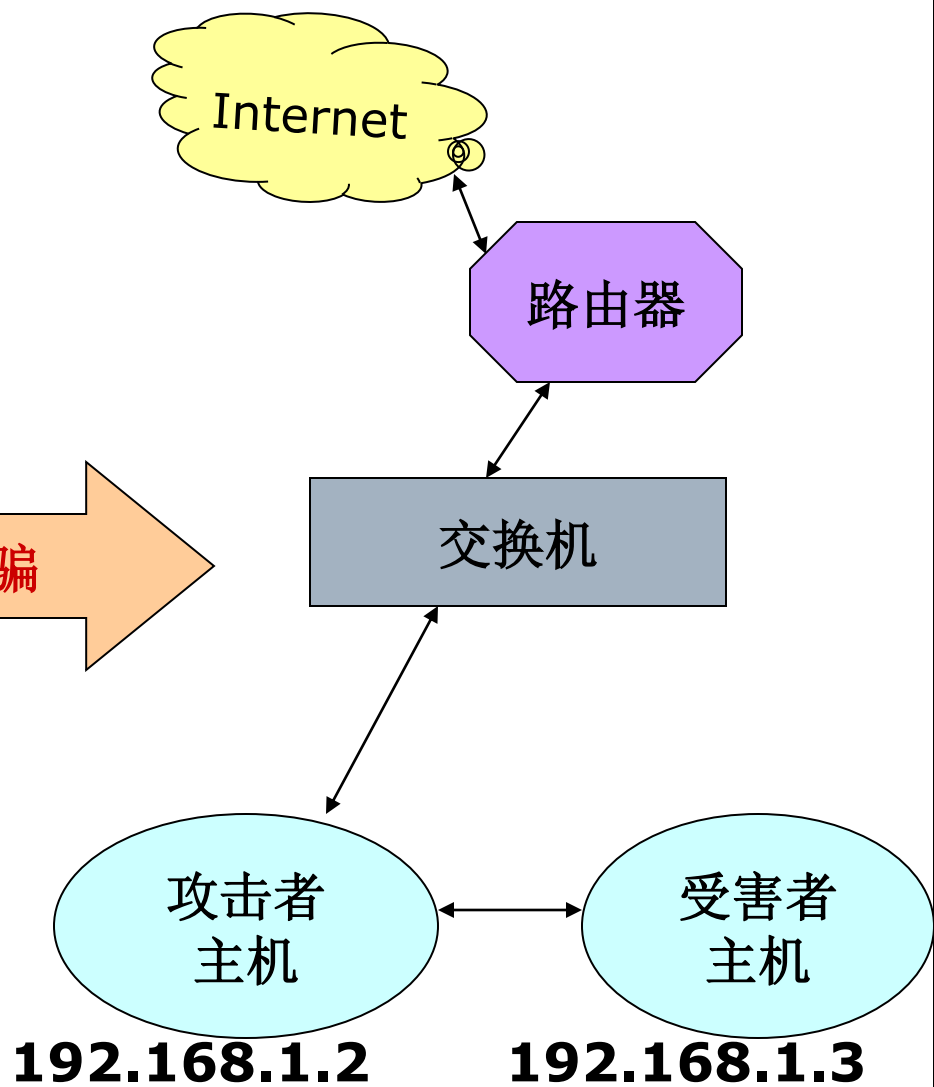 Internet
路由器
交换机
骗
攻击者
主机
受害者
主机
192.168.1.2
192.168.1.3